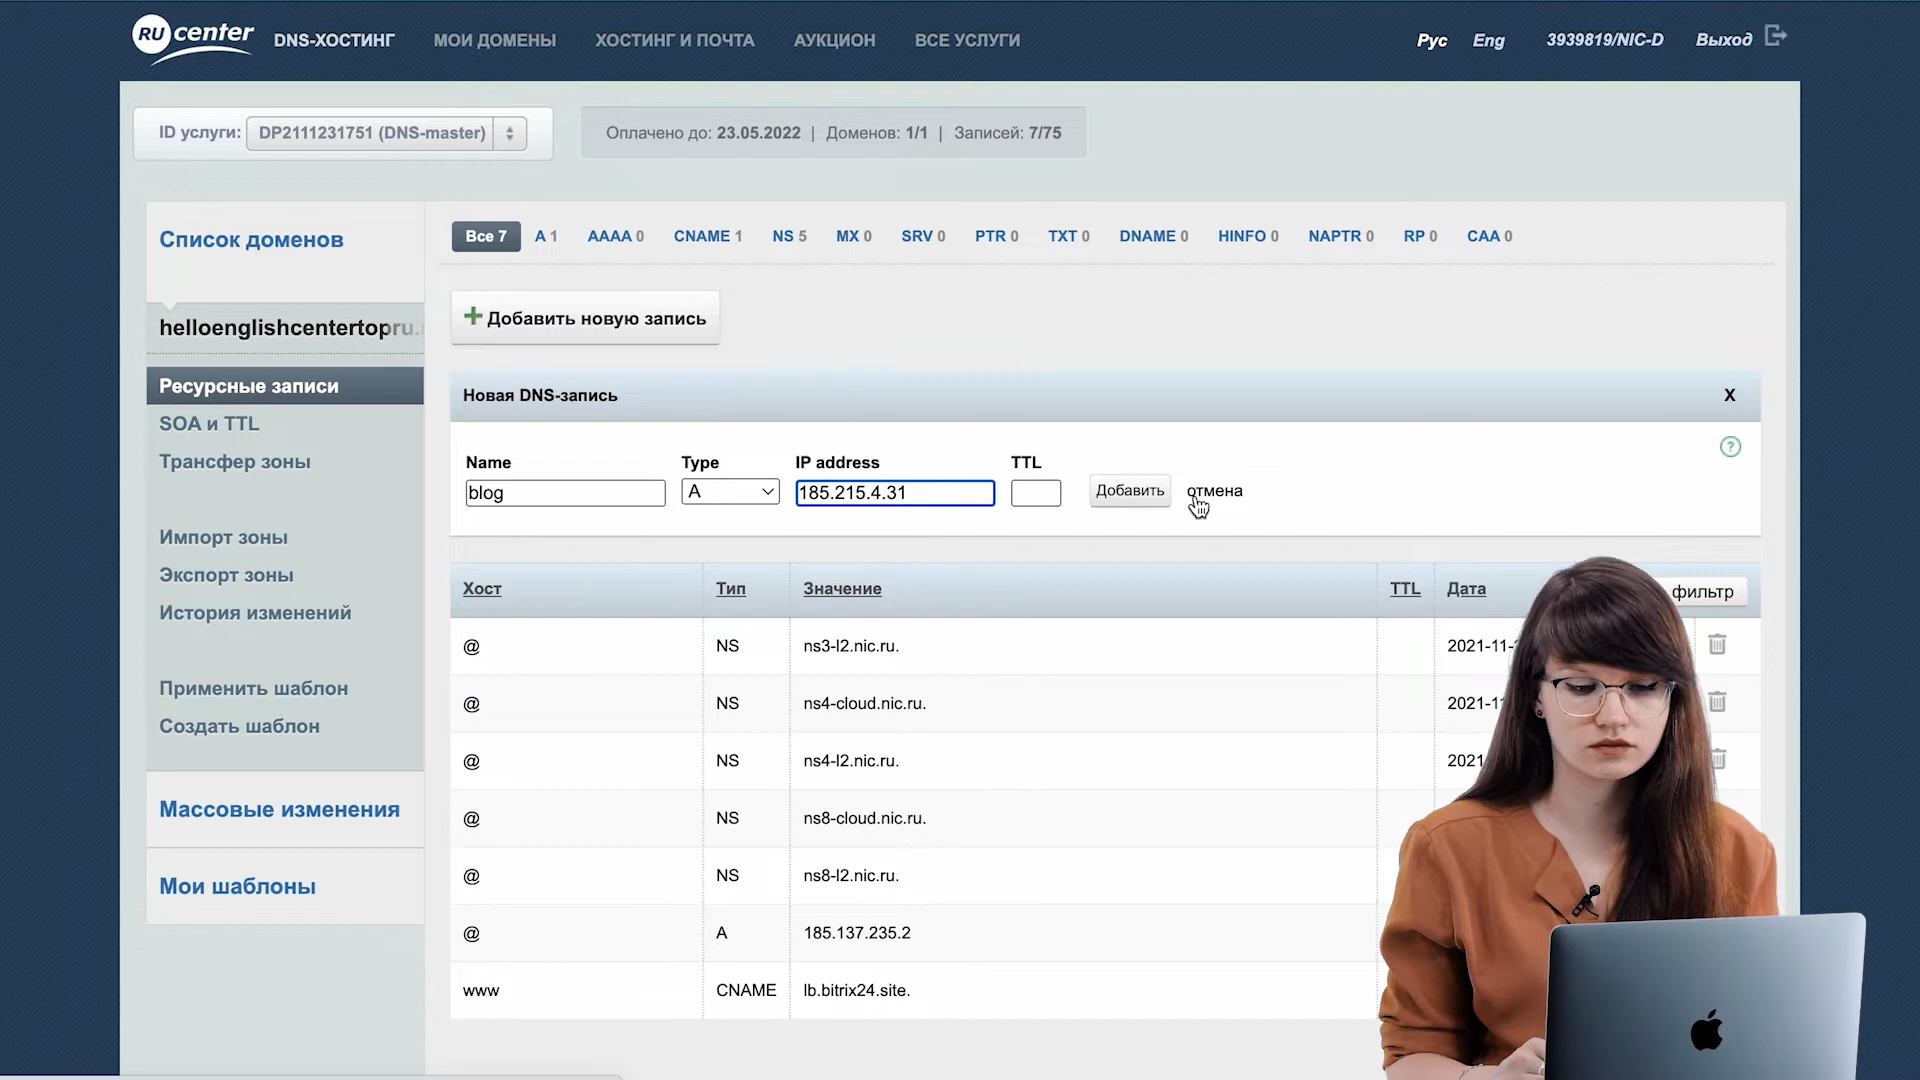 RU center
DNS-ХОСТИНГ МОИ ДОМЕНЫ ХОСТИНГ И ПОЧТА АУКЦИОН ВСЕ УСЛУГИ Рус Eng 3939819/NIC-D Выход
ID услуги: DP2111231751 (DNS-master) Оплачено до: 23.05.2022 | Доменов: 1/1 | Записей: 7/75
Список доменов
helloenglishcentertopru.
Ресурсные записи
SOA и TTL
Трансфер зоны
Импорт зоны
Экспорт зоны
История изменений
Применить шаблон
Создать шаблон
Массовые изменения
Мои шаблоны
Все 7 A 1 AAAA 0 CNAME 1 NS 5 MX 0 SRV 0 PTR 0 TXT 0 DNAME 0 HINFO 0 NAPTR 0 RP 0 CAA 0
+ Добавить новую запись
Новая DNS-запись X
?
Name Type IP address TTL
blog A 185.215.4.31 Добавить отмена
Хост Тип Значение TTL Дата фильтр
@ NS ns3-l2.nic.ru. 2021-11-
@ NS ns4-cloud.nic.ru. 2021-11
@ NS ns4-l2.nic.ru. 2021
@ NS ns8-cloud.nic.ru.
@ NS ns8-l2.nic.ru.
@ A 185.137.235.2
www CNAME lb.bitrix24.site.